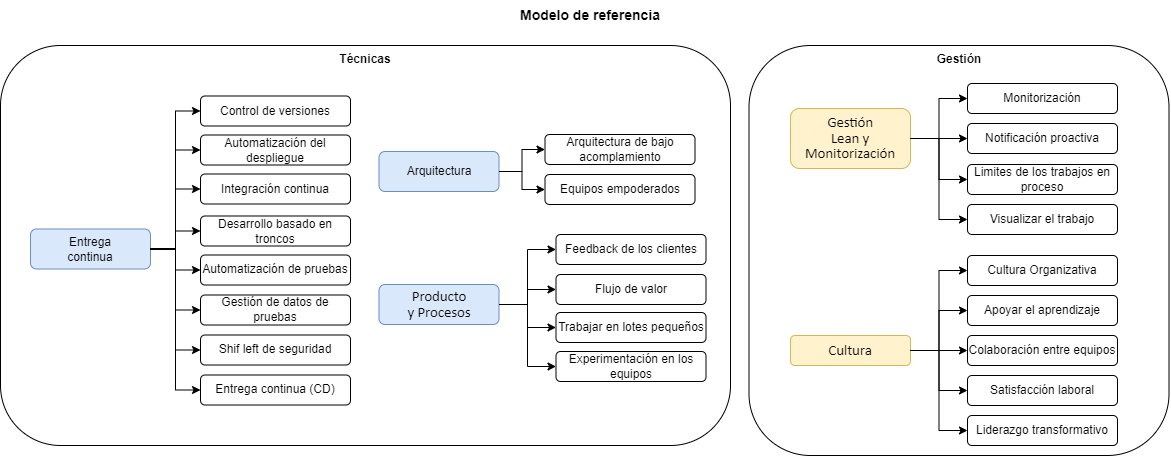 Modelo de referencia
Técnicas
Entrega
continua
Control de versiones
Automatización del
despliegue
Integración continua
Desarrollo basado en
troncos
Automatización de pruebas
Gestión de datos de
pruebas
Shif left de seguridad
Entrega continua (CD)
Arquitectura
Arquitectura de bajo
acomplamiento
Equipos empoderados
Producto
y Procesos
Feedback de los clientes
Flujo de valor
Trabajar en lotes pequeños
Experimentación en los
equipos
Gestión
Gestión
Lean y
Monitorización
Monitorización
Notificación proactiva
Limites de los trabajos en
proceso
Visualizar el trabajo
Cultura
Cultura Organizativa
Apoyar el aprendizaje
Colaboración entre equipos
Satisfacción laboral
Liderazgo transformativo